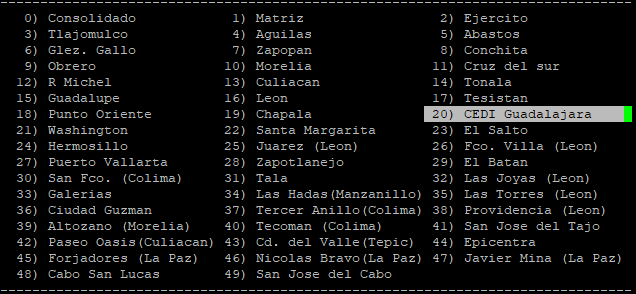 0) Consolidado 1) Matriz 2) Ejercito
3) Tlajomulco 4) Aguilas 5) Abastos
6) Glez. Gallo 7) Zapopan 8) Conchita
9) Obrero 10) Morelia 11) Cruz del sur
12) R Michel 13) Culiacan 14) Tonala
15) Guadalupe 16) Leon 17) Tesistan
18) Punto Oriente 19) Chapala 20) CEDI Guadalajara
21) Washington 22) Santa Margarita 23) El Salto
24) Hermosillo 25) Juarez (Leon) 26) Fco. Villa (Leon)
27) Puerto Vallarta 28) Zapotlanejo 29) El Batan
30) San Fco. (Colima) 31) Tala 32) Las Joyas (Leon)
33) Galerias 34) Las Hadas(Manzanillo) 35) Las Torres (Leon)
36) Ciudad Guzman 37) Tercer Anillo(Colima) 38) Providencia (Leon)
39) Altozano (Morelia) 40) Tecoman (Colima) 41) San Jose del Tajo
42) Paseo Oasis(Culiacan) 43) Cd. del Valle(Tepic) 44) Epicentra
45) Forjadores (La Paz) 46) Nicolas Bravo(La Paz) 47) Javier Mina (La Paz)
48) Cabo San Lucas 49) San Jose del Cabo